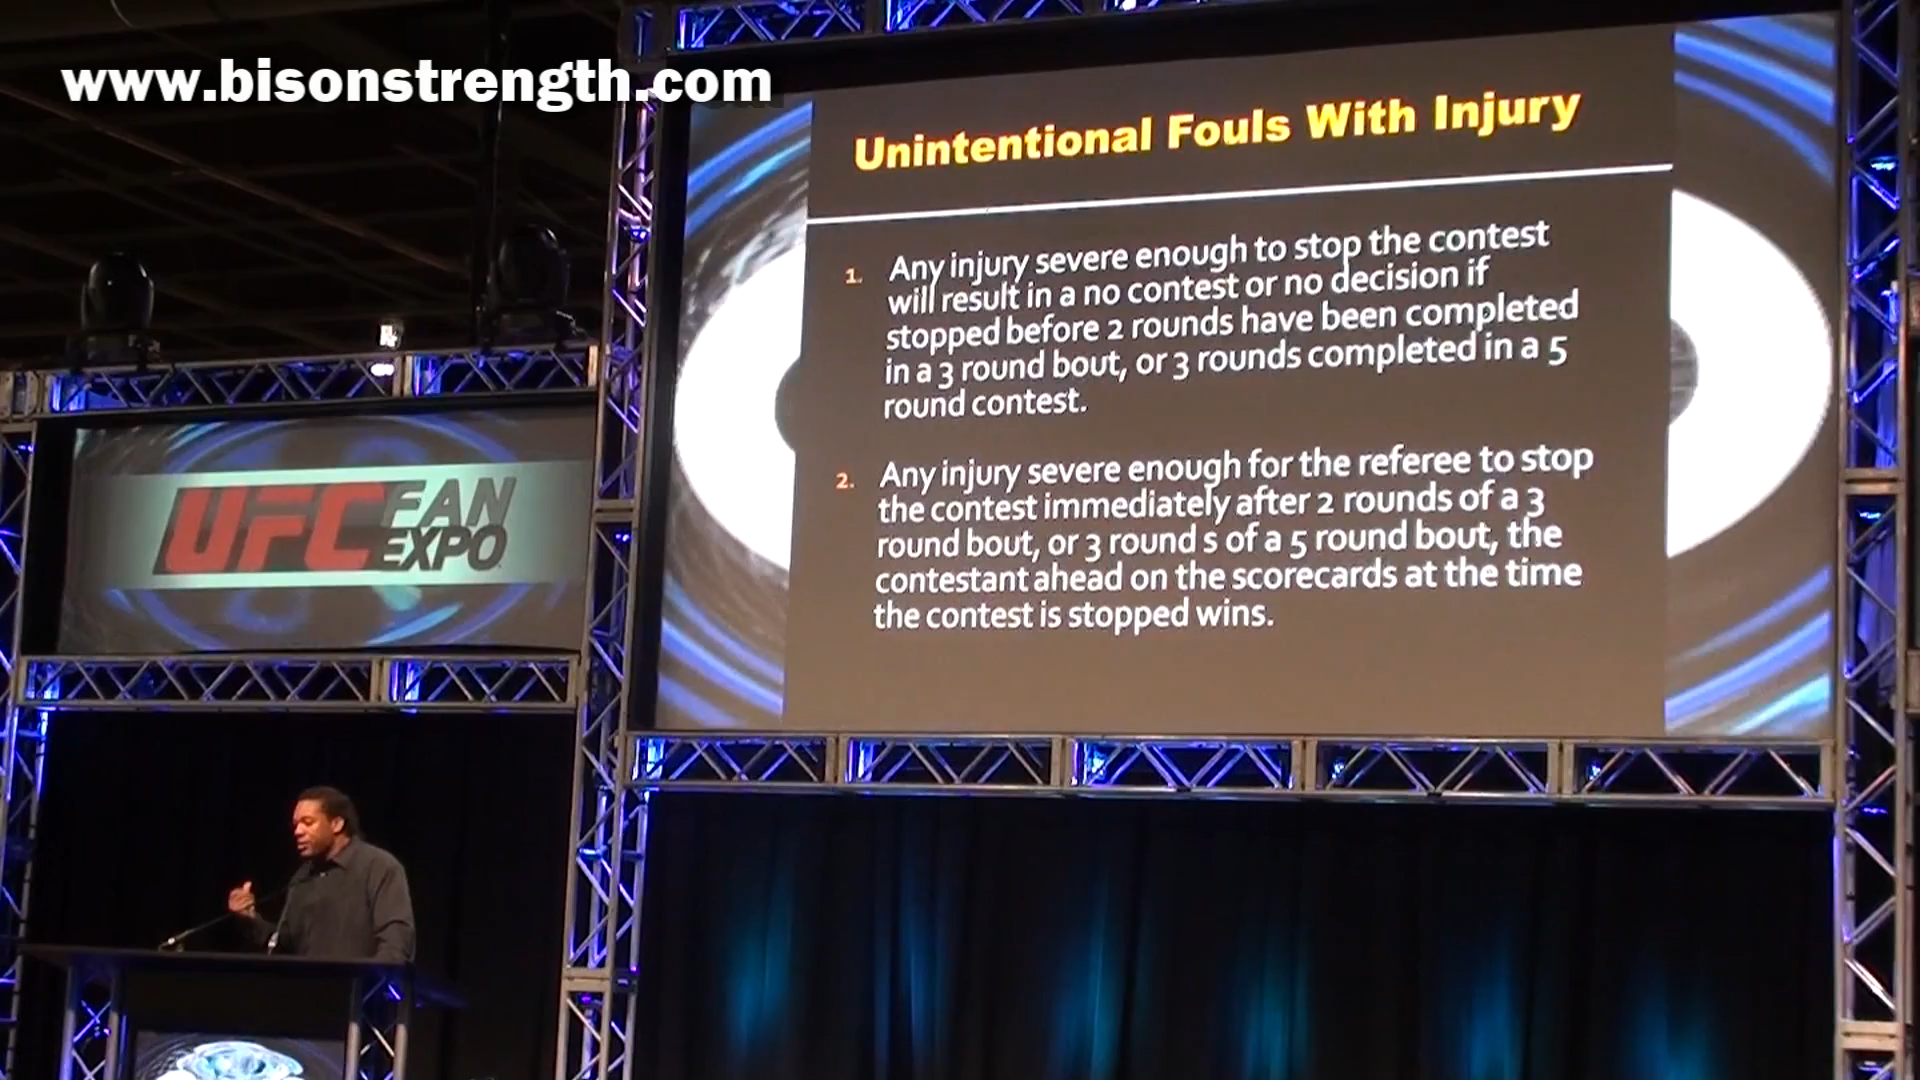 www.bisonstrength.com
Unintentional Fouls With Injury
1. Any injury severe enough to stop the contest
will result in a no contest or no decision if
stopped before 2 rounds have been completed
in a 3 round bout, or 3 rounds completed in a 5
round contest.
2. Any injury severe enough for the referee to stop
the contest immediately after 2 rounds of a 3
round bout, or 3 round s of a 5 round bout, the
contestant ahead on the scorecards at the time
the contest is stopped wins.
UFC FAN
EXPO